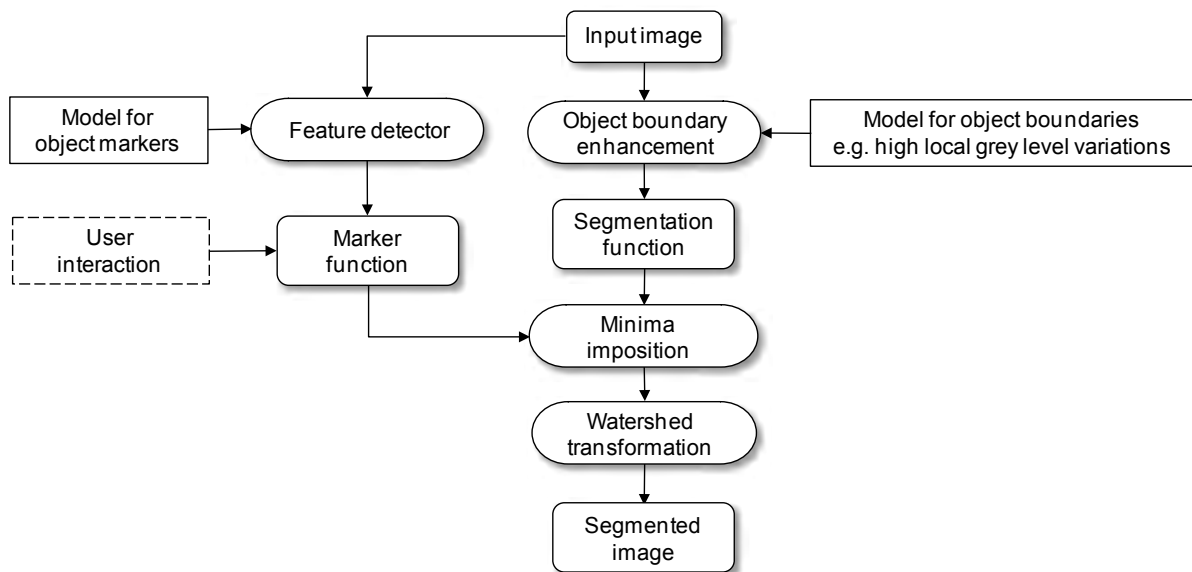 Input image
Model for
object markers
Feature detector
Object boundary
enhancement
Model for object boundaries
e.g. high local grey level variations
User
interaction
Marker
function
Segmentation
function
Minima
imposition
Watershed
transformation
Segmented
image